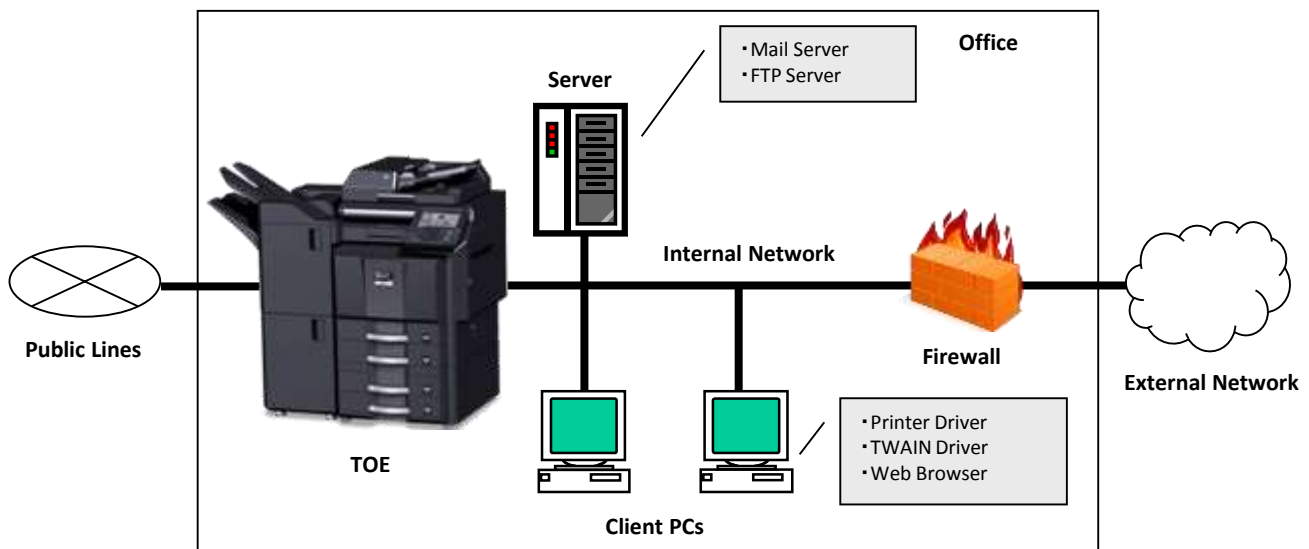 Office
・Mail Server
・FTP Server
Server
Internal Network
Public Lines
Firewall
External Network
TOE
・Printer Driver
・TWAIN Driver
・Web Browser
Client PCs